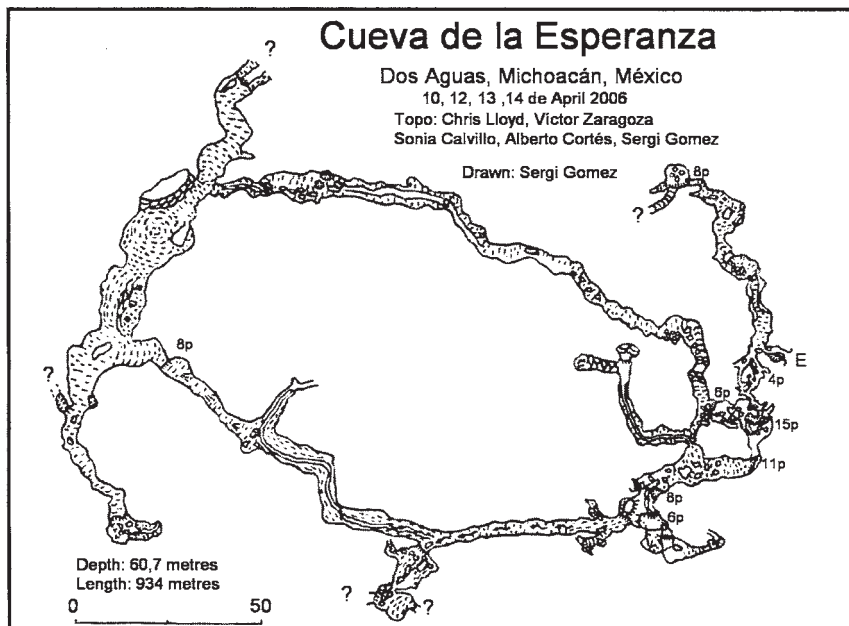 Cueva de la Esperanza
Dos Aguas, Michoacán, México
10, 12, 13 ,14 de April 2006
Topo: Chris Lloyd, Víctor Zaragoza
Sonia Calvillo, Alberto Cortés, Sergi Gomez
Drawn: Sergi Gomez
?
8p
?
E
4p
8p
6p
15p
?
11p
8p
6p
Depth: 60,7 metres
Length: 934 metres
? ?
0 50